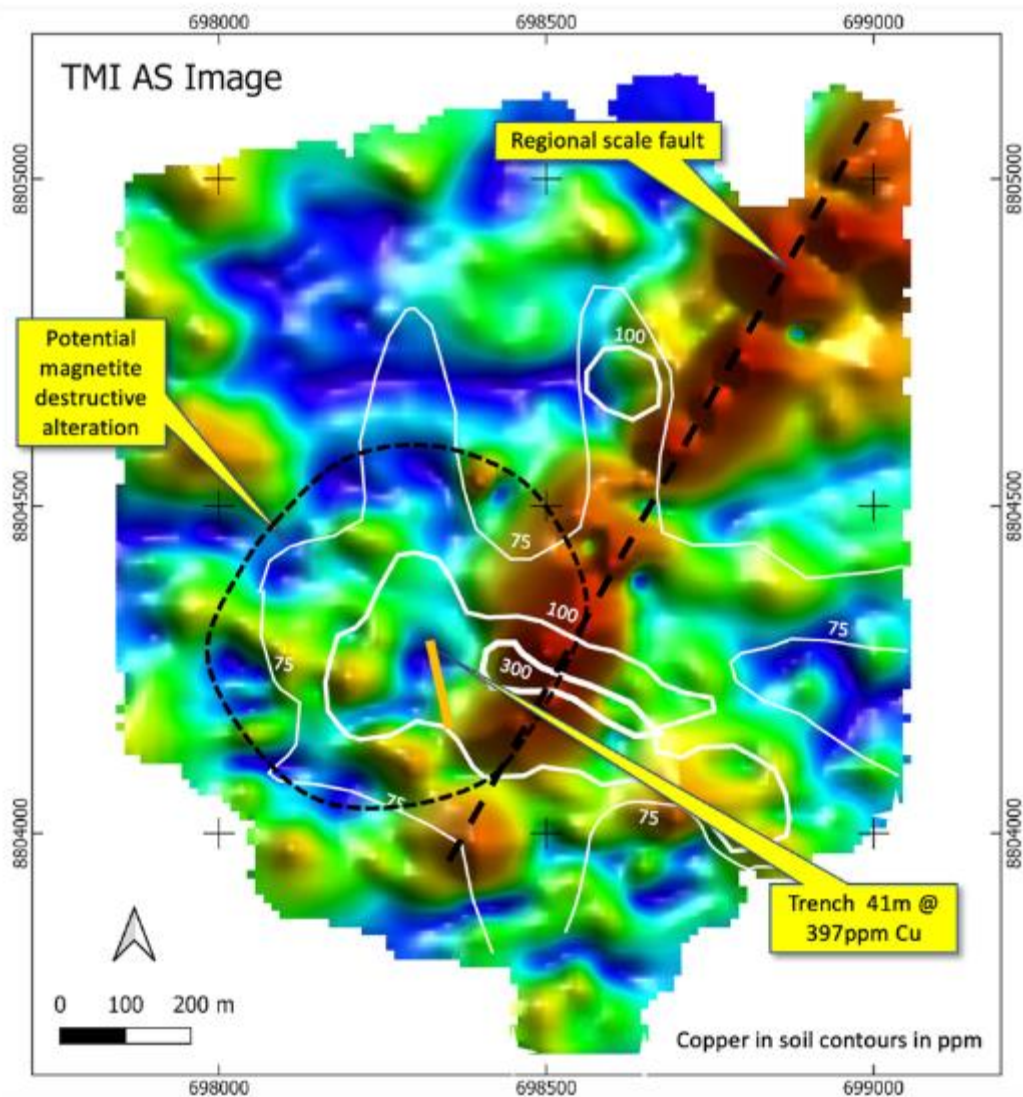 698000
698500
699000
TMI AS Image
Regional scale fault
8805000
8805000
Potential
magnetite
destructive
alteration
100
8804500
8804500
75
100
75
75
300
75
75
8804000
8804000
Trench 41m @
397ppm Cu
0 100 200 m
Copper in soil contours in ppm
698000
698500
699000